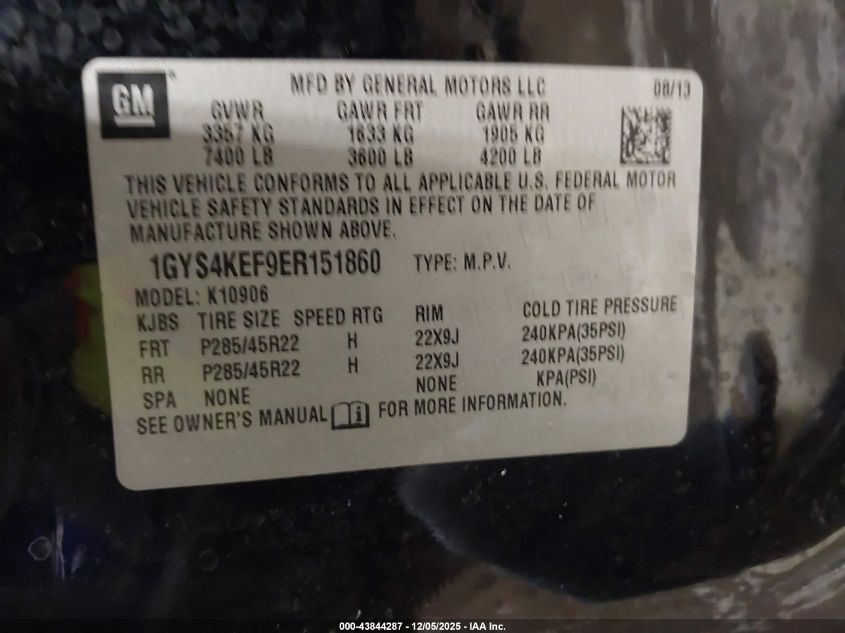 GM
MFD BY GENERAL MOTORS LLC 08/13
GVWR GAWR FRT GAWR RR
3357 KG 1633 KG 1905 KG
7400 LB 3600 LB 4200 LB
THIS VEHICLE CONFORMS TO ALL APPLICABLE U.S. FEDERAL MOTOR
VEHICLE SAFETY STANDARDS IN EFFECT ON THE DATE OF
MANUFACTURE SHOWN ABOVE.
1GYS4KEF9ER151860 TYPE: M.P.V.
MODEL: K10906
KJBS TIRE SIZE SPEED RTG RIM COLD TIRE PRESSURE
FRT P285/45R22 H 22X9J 240KPA(35PSI)
RR P285/45R22 H 22X9J 240KPA(35PSI)
SPA NONE NONE KPA(PSI)
SEE OWNER'S MANUAL i FOR MORE INFORMATION.
000-43844287 - 12/05/2025 - IAA Inc.